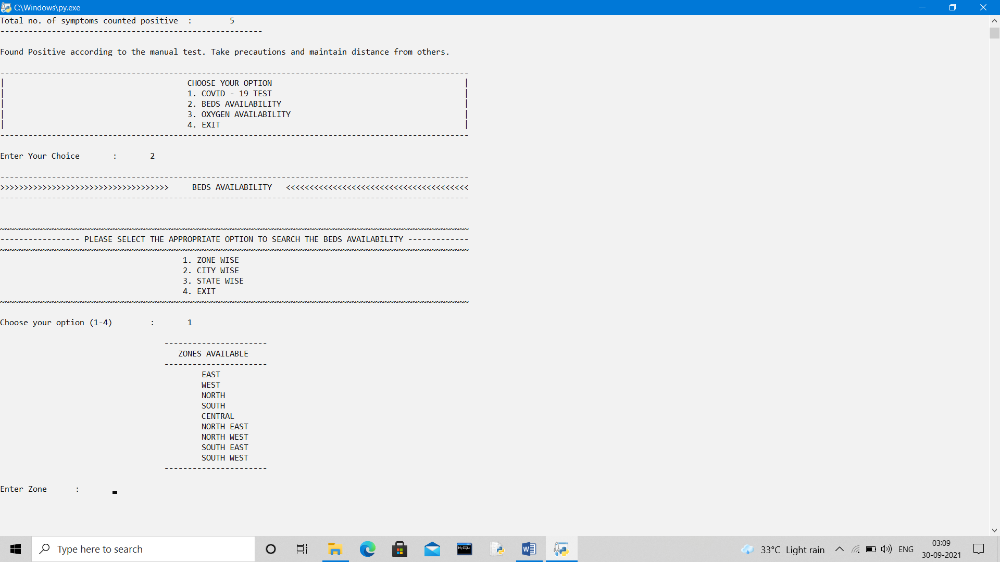 C:\Windows\py.exe
Total no. of symptoms counted positive  :        5
--------------------------------------------------------
Found Positive according to the manual test. Take precautions and maintain distance from others.
----------------------------------------------------------------------------------------------------
|                                       CHOOSE YOUR OPTION                                         |
|                                       1. COVID - 19 TEST                                         |
|                                       2. BEDS AVAILABILITY                                       |
|                                       3. OXYGEN AVAILABILITY                                     |
|                                       4. EXIT                                                    |
----------------------------------------------------------------------------------------------------
Enter Your Choice       :       2
----------------------------------------------------------------------------------------------------
>>>>>>>>>>>>>>>>>>>>>>>>>>>>>>>>>>>>     BEDS AVAILABILITY   <<<<<<<<<<<<<<<<<<<<<<<<<<<<<<<<<<<<<<<
----------------------------------------------------------------------------------------------------
~~~~~~~~~~~~~~~~~~~~~~~~~~~~~~~~~~~~~~~~~~~~~~~~~~~~~~~~~~~~~~~~~~~~~~~~~~~~~~~~~~~~~~~~~~~~~~~~~~~~
----------------- PLEASE SELECT THE APPROPRIATE OPTION TO SEARCH THE BEDS AVAILABILITY -------------
~~~~~~~~~~~~~~~~~~~~~~~~~~~~~~~~~~~~~~~~~~~~~~~~~~~~~~~~~~~~~~~~~~~~~~~~~~~~~~~~~~~~~~~~~~~~~~~~~~~~
1. ZONE WISE
2. CITY WISE
3. STATE WISE
4. EXIT
~~~~~~~~~~~~~~~~~~~~~~~~~~~~~~~~~~~~~~~~~~~~~~~~~~~~~~~~~~~~~~~~~~~~~~~~~~~~~~~~~~~~~~~~~~~~~~~~~~~~
Choose your option (1-4)        :       1
----------------------
ZONES AVAILABLE
----------------------
EAST
WEST
NORTH
SOUTH
CENTRAL
NORTH EAST
NORTH WEST
SOUTH EAST
SOUTH WEST
----------------------
Enter Zone      :
Type here to search
MySQL
W
33°C Light rain
ENG
03:09
30-09-2021